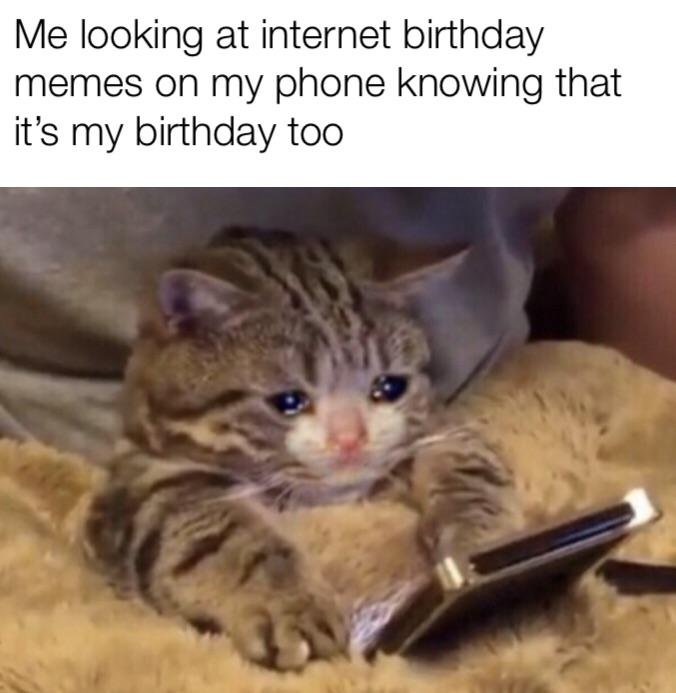 Me looking at internet birthday
memes on my phone knowing that
it’s my birthday too